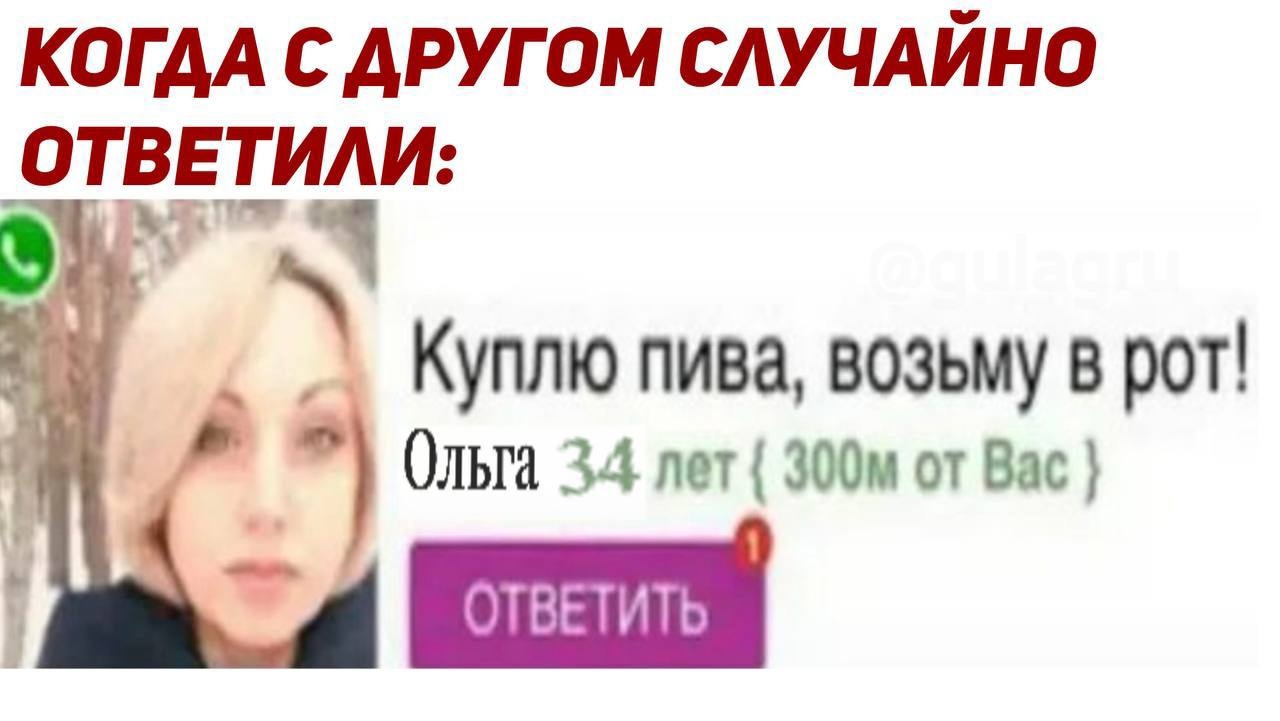 КОГДА С ДРУГОМ СЛУЧАЙНО
ОТВЕТИЛИ:
@gulagru
Куплю пива, возьму в рот!
Ольга 34 лет { 300м от Вас }
1
ОТВЕТИТЬ